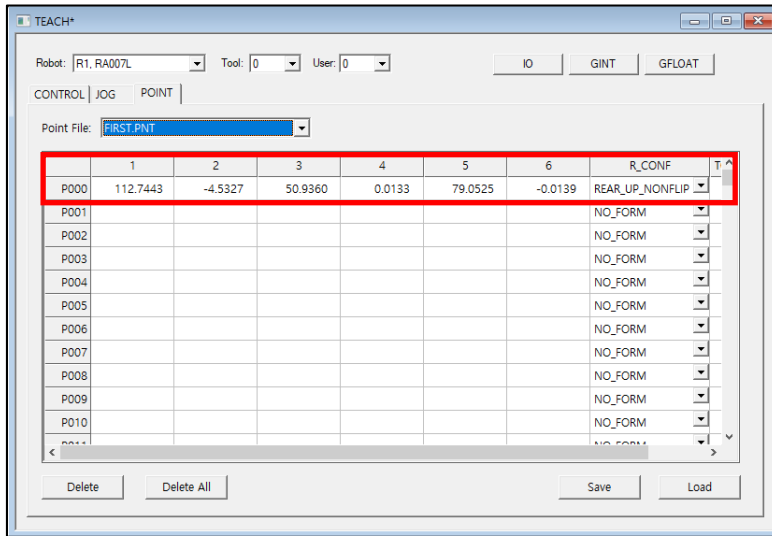 TEACH*
Robot: R1, RA007L Tool: 0 User: 0 IO GINT GFLOAT
CONTROL JOG POINT
Point File: FIRST.PNT
1 2 3 4 5 6 R_CONF
P000 112.7443 -4.5327 50.9360 0.0133 79.0525 -0.0139 REAR_UP_NONFLIP
P001 NO_FORM
P002 NO_FORM
P003 NO_FORM
P004 NO_FORM
P005 NO_FORM
P006 NO_FORM
P007 NO_FORM
P008 NO_FORM
P009 NO_FORM
P010 NO_FORM
Delete Delete All Save Load